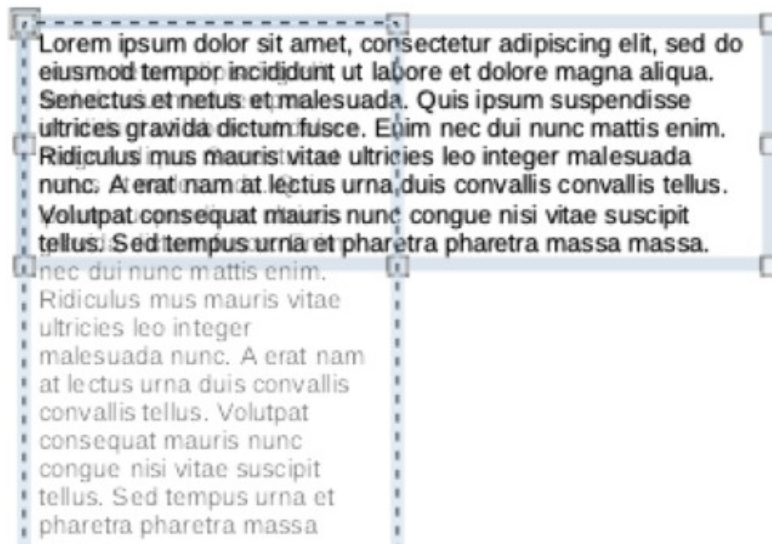 Lorem ipsum dolor sit amet, consectetur adipiscing elit, sed do
eiusmod tempor incididunt ut labore et dolore magna aliqua.
Senectus et netus et malesuada. Quis ipsum suspendisse
ultrices gravida dictum fusce. Enim nec dui nunc mattis enim.
Ridiculus mus mauris vitae ultricies leo integer malesuada
nunc. A erat nam at lectus urna duis convallis convallis tellus.
Volutpat consequat mauris nunc congue nisi vitae suscipit
tellus. Sed tempus urna et pharetra pharetra massa massa.
nec dui nunc mattis enim.
Ridiculus mus mauris vitae
ultricies leo integer
malesuada nunc. A erat nam
at lectus urna duis convallis
convallis tellus. Volutpat
consequat mauris nunc
congue nisi vitae suscipit
tellus. Sed tempus urna et
pharetra pharetra massa